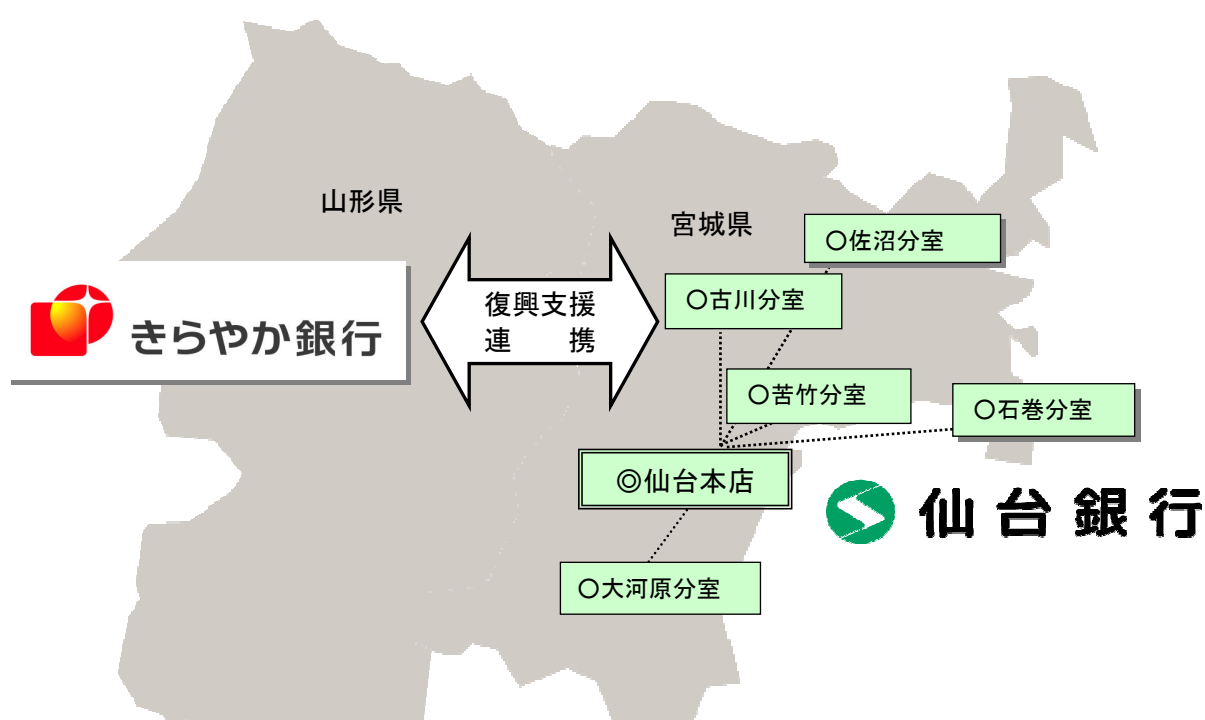 山形県
宮城県
○佐沼分室
○古川分室
復興支援
連　　携
きらやか銀行
○苦竹分室
○石巻分室
◎仙台本店
仙台銀行
○大河原分室